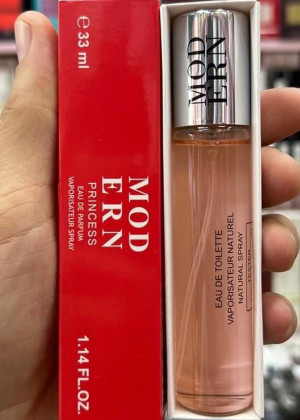 ℮ 33 ml
MOD
ERN
PRINCESS
EAU DE PARFUM
VAPORISATEUR SPRAY
1.14 FL.OZ.
MOD
ERN
EAU DE TOILETTE
VAPORISATEUR NATUREL
NATURAL SPRAY
TESTER